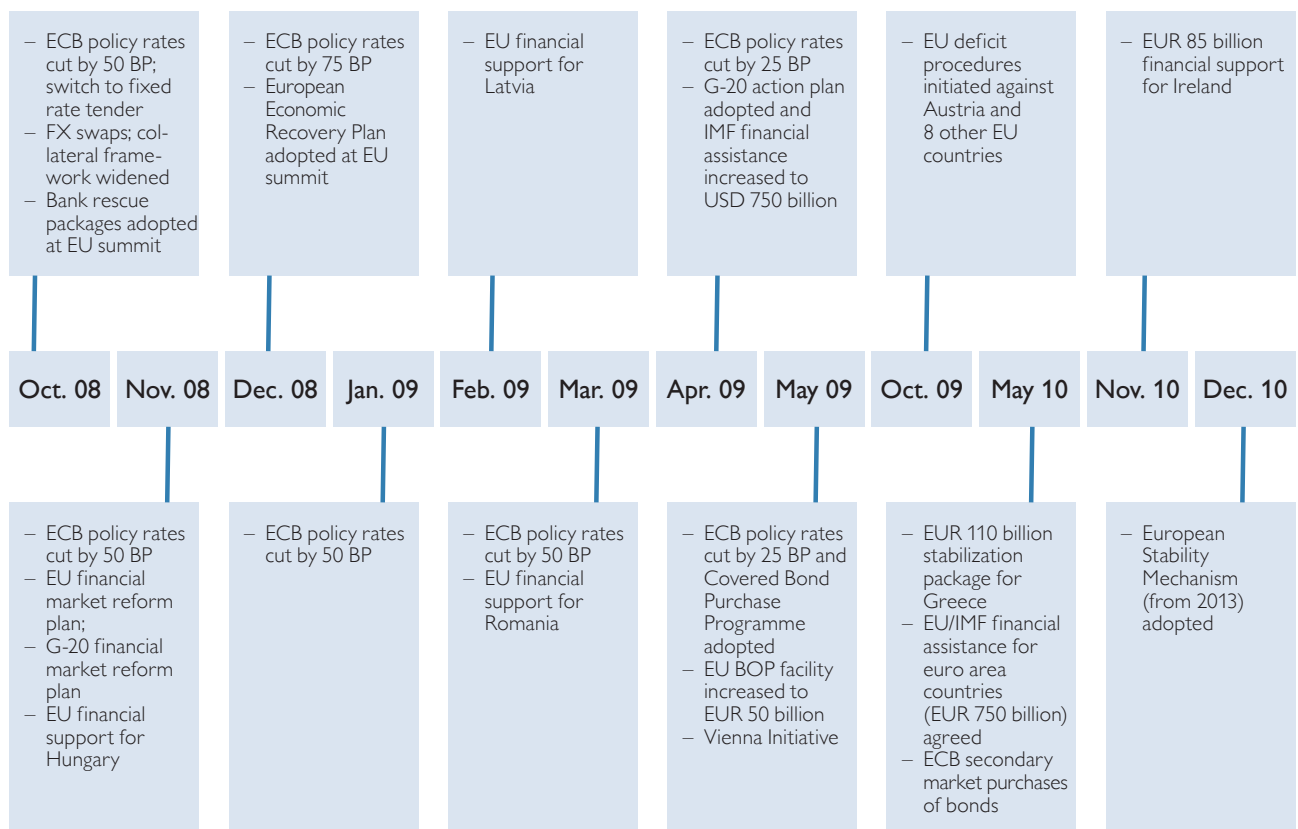 – ECB policy rates
cut by 50 BP;
switch to fixed
rate tender
– FX swaps; col-
lateral frame-
work widened
– Bank rescue
packages adopted
at EU summit
– ECB policy rates
cut by 75 BP
– European
Economic
Recovery Plan
adopted at EU
summit
– EU financial
support for
Latvia
– ECB policy rates
cut by 25 BP
– G-20 action plan
adopted and
IMF financial
assistance
increased to
USD 750 billion
– EU deficit
procedures
initiated against
Austria and
8 other EU
countries
– EUR 85 billion
financial support
for Ireland
Oct. 08
Nov. 08
Dec. 08
Jan. 09
Feb. 09
Mar. 09
Apr. 09
May 09
Oct. 09
May 10
Nov. 10
Dec. 10
– ECB policy rates
cut by 50 BP
– EU financial
market reform
plan;
– G-20 financial
market reform
plan
– EU financial
support for
Hungary
– ECB policy rates
cut by 50 BP
– ECB policy rates
cut by 50 BP
– EU financial
support for
Romania
– ECB policy rates
cut by 25 BP and
Covered Bond
Purchase
Programme
adopted
– EU BOP facility
increased to
EUR 50 billion
– Vienna Initiative
– EUR 110 billion
stabilization
package for
Greece
– EU/IMF financial
assistance for
euro area
countries
(EUR 750 billion)
agreed
– ECB secondary
market purchases
of bonds
– European
Stability
Mechanism
(from 2013)
adopted